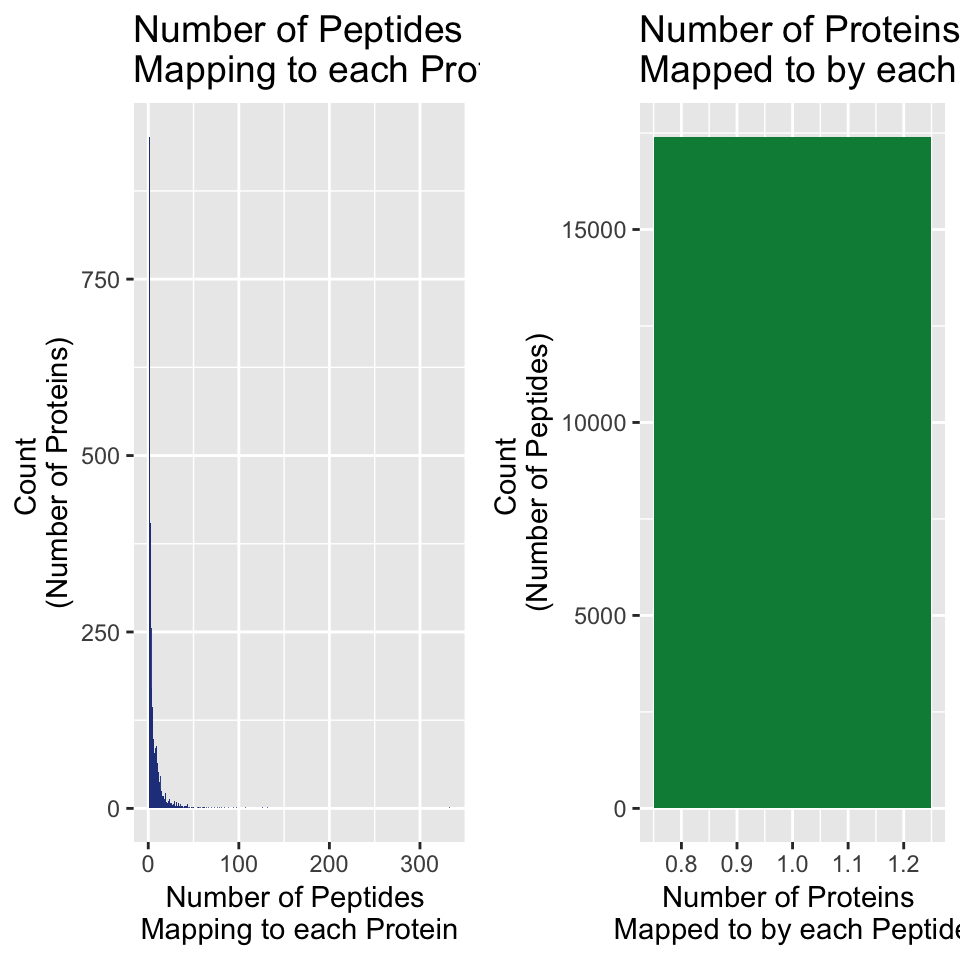 Number of Peptides
Mapping to each Pro
Number of Proteins
Mapped to by each
Count
(Number of Proteins)
750
500
250
0
0 100 200 300
Number of Peptides
Mapping to each Protein
Count
(Number of Peptides)
15000
10000
5000
0
0.8 0.9 1.0 1.1 1.2
Number of Proteins
Mapped to by each Peptide